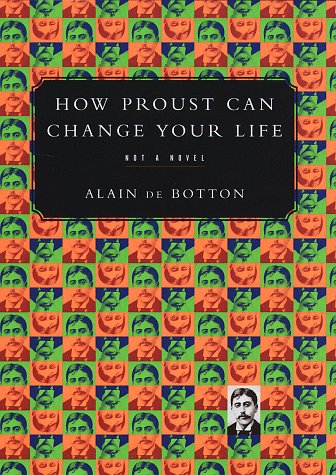 HOW PROUST CAN
CHANGE YOUR LIFE
NOT A NOVEL
ALAIN DE BOTTON